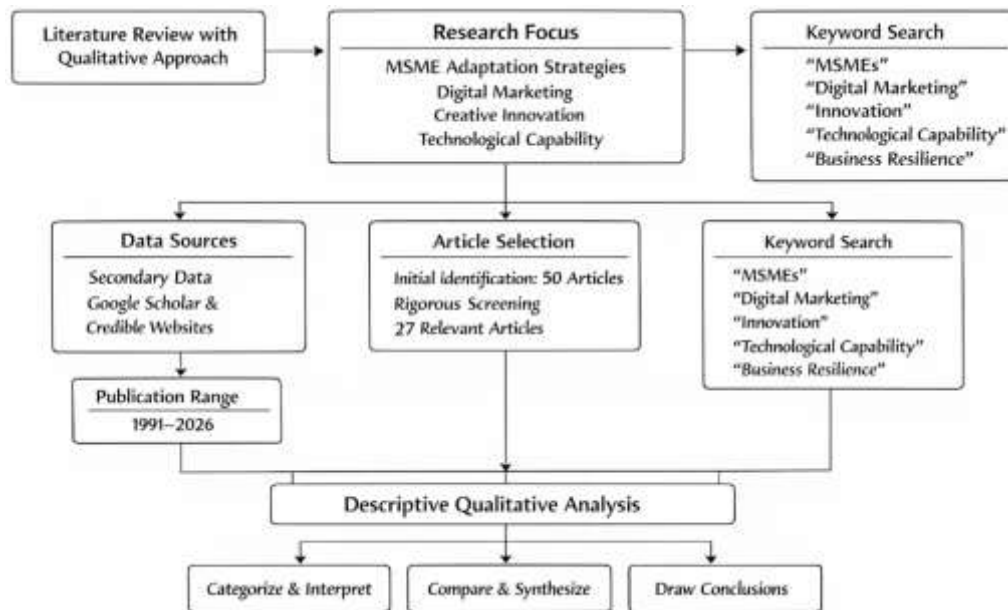 Literature Review with
Qualitative Approach
Research Focus
MSME Adaptation Strategies
Digital Marketing
Creative Innovation
Technological Capability
Keyword Search
“MSMEs”
“Digital Marketing”
“Innovation”
“Technological Capability”
“Business Resilience”
Data Sources
Secondary Data
Google Scholar &
Credible Websites
Publication Range
1991–2026
Article Selection
Initial identification: 50 Articles
Rigorous Screening
27 Relevant Articles
Keyword Search
“MSMEs”
“Digital Marketing”
“Innovation”
“Technological Capability”
“Business Resilience”
Descriptive Qualitative Analysis
Categorize & Interpret
Compare & Synthesize
Draw Conclusions